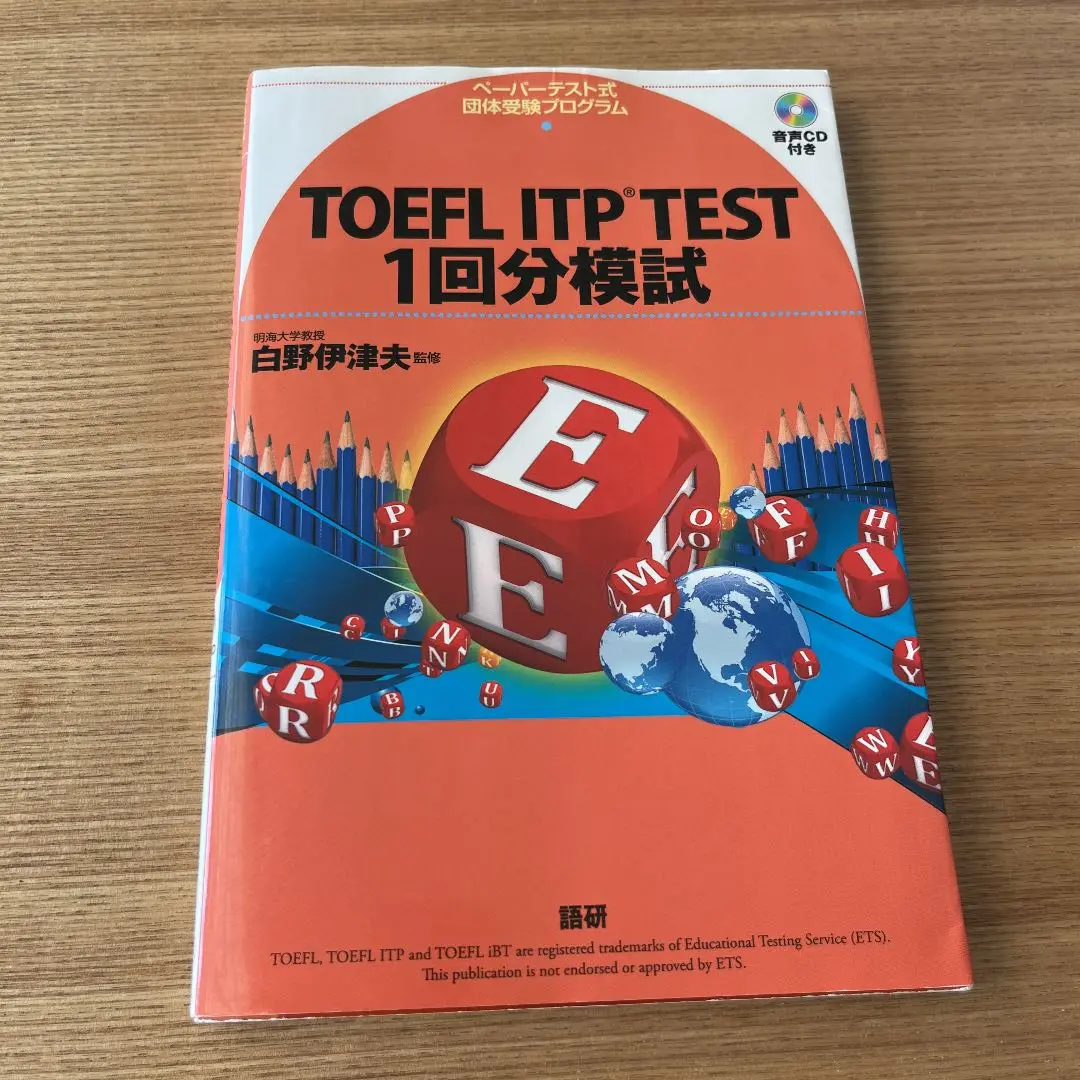 ペーパーテスト式
団体受験プログラム
音声CD
付き
TOEFL ITP® TEST
1回分模試
明海大学教授
白野伊津夫 監修
E
E
P
P
O
O
F
F
H
H
I
I
M
M
M
N
N
N
C
C
I
K
U
U
B
B
R
R
V
V
I
I
Y
Y
W
W
W
E
語研
TOEFL, TOEFL ITP and TOEFL iBT are registered trademarks of Educational Testing Service (ETS).
This publication is not endorsed or approved by ETS.